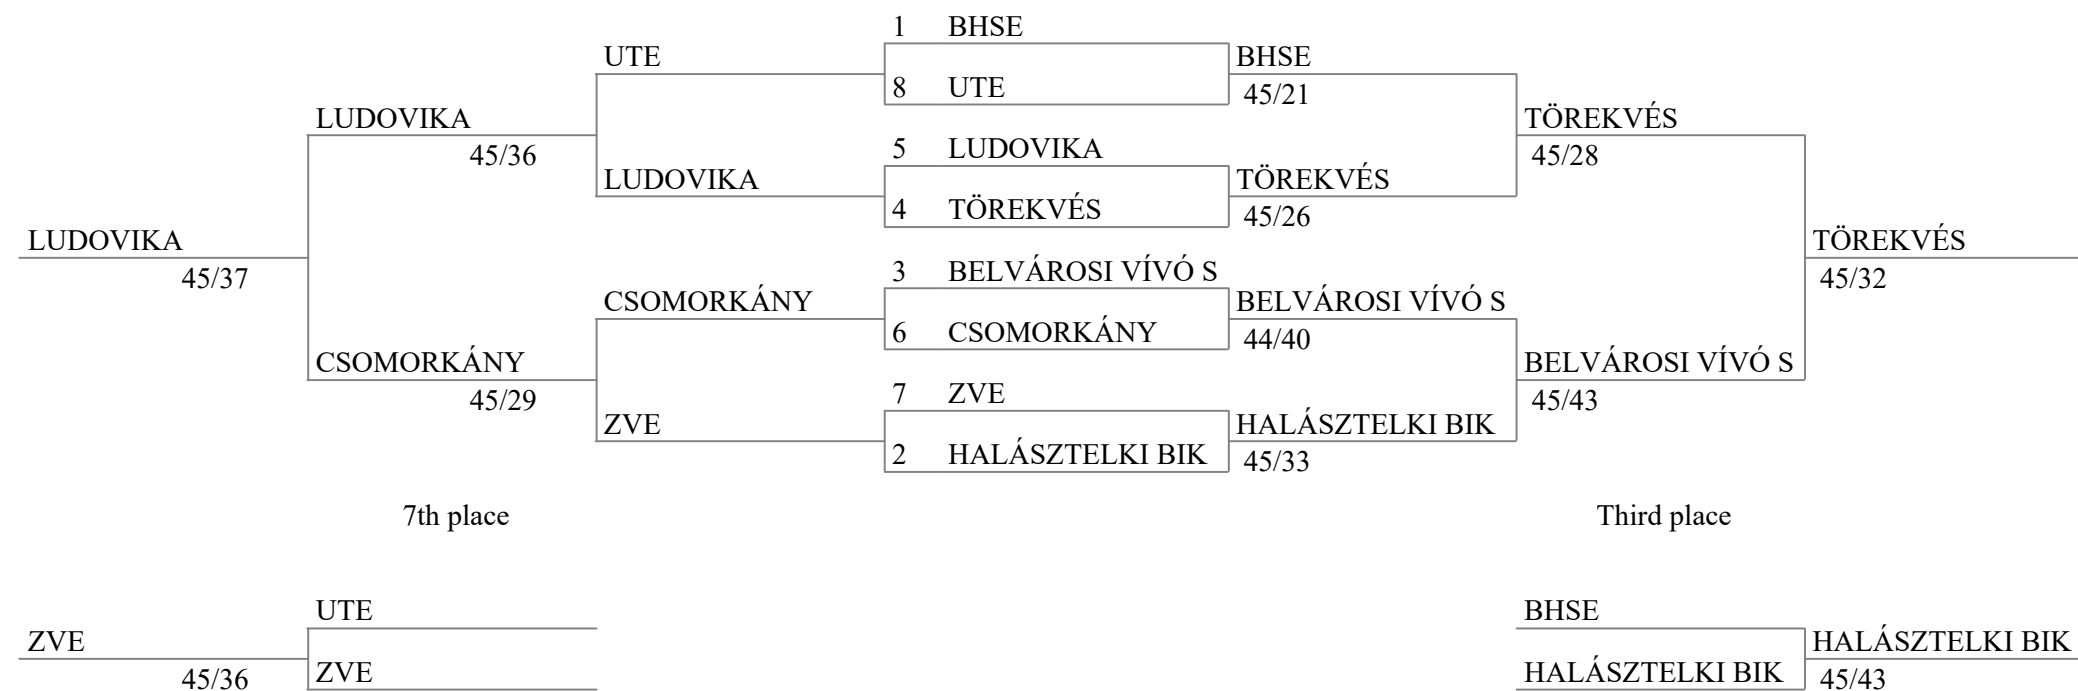 1 BHSE
UTE
BHSE
8 UTE
45/21
LUDOVIKA
TÖREKVÉS
45/36
5 LUDOVIKA
45/28
LUDOVIKA
TÖREKVÉS
4 TÖREKVÉS
45/26
LUDOVIKA
TÖREKVÉS
45/37
3 BELVÁROSI VÍVÓ S
45/32
CSOMORKÁNY
BELVÁROSI VÍVÓ S
6 CSOMORKÁNY
44/40
CSOMORKÁNY
BELVÁROSI VÍVÓ S
45/29
7 ZVE
45/43
ZVE
HALÁSZTELKI BIK
2 HALÁSZTELKI BIK
45/33
7th place
Third place
UTE
BHSE
ZVE
HALÁSZTELKI BIK
45/36
ZVE
HALÁSZTELKI BIK
45/43